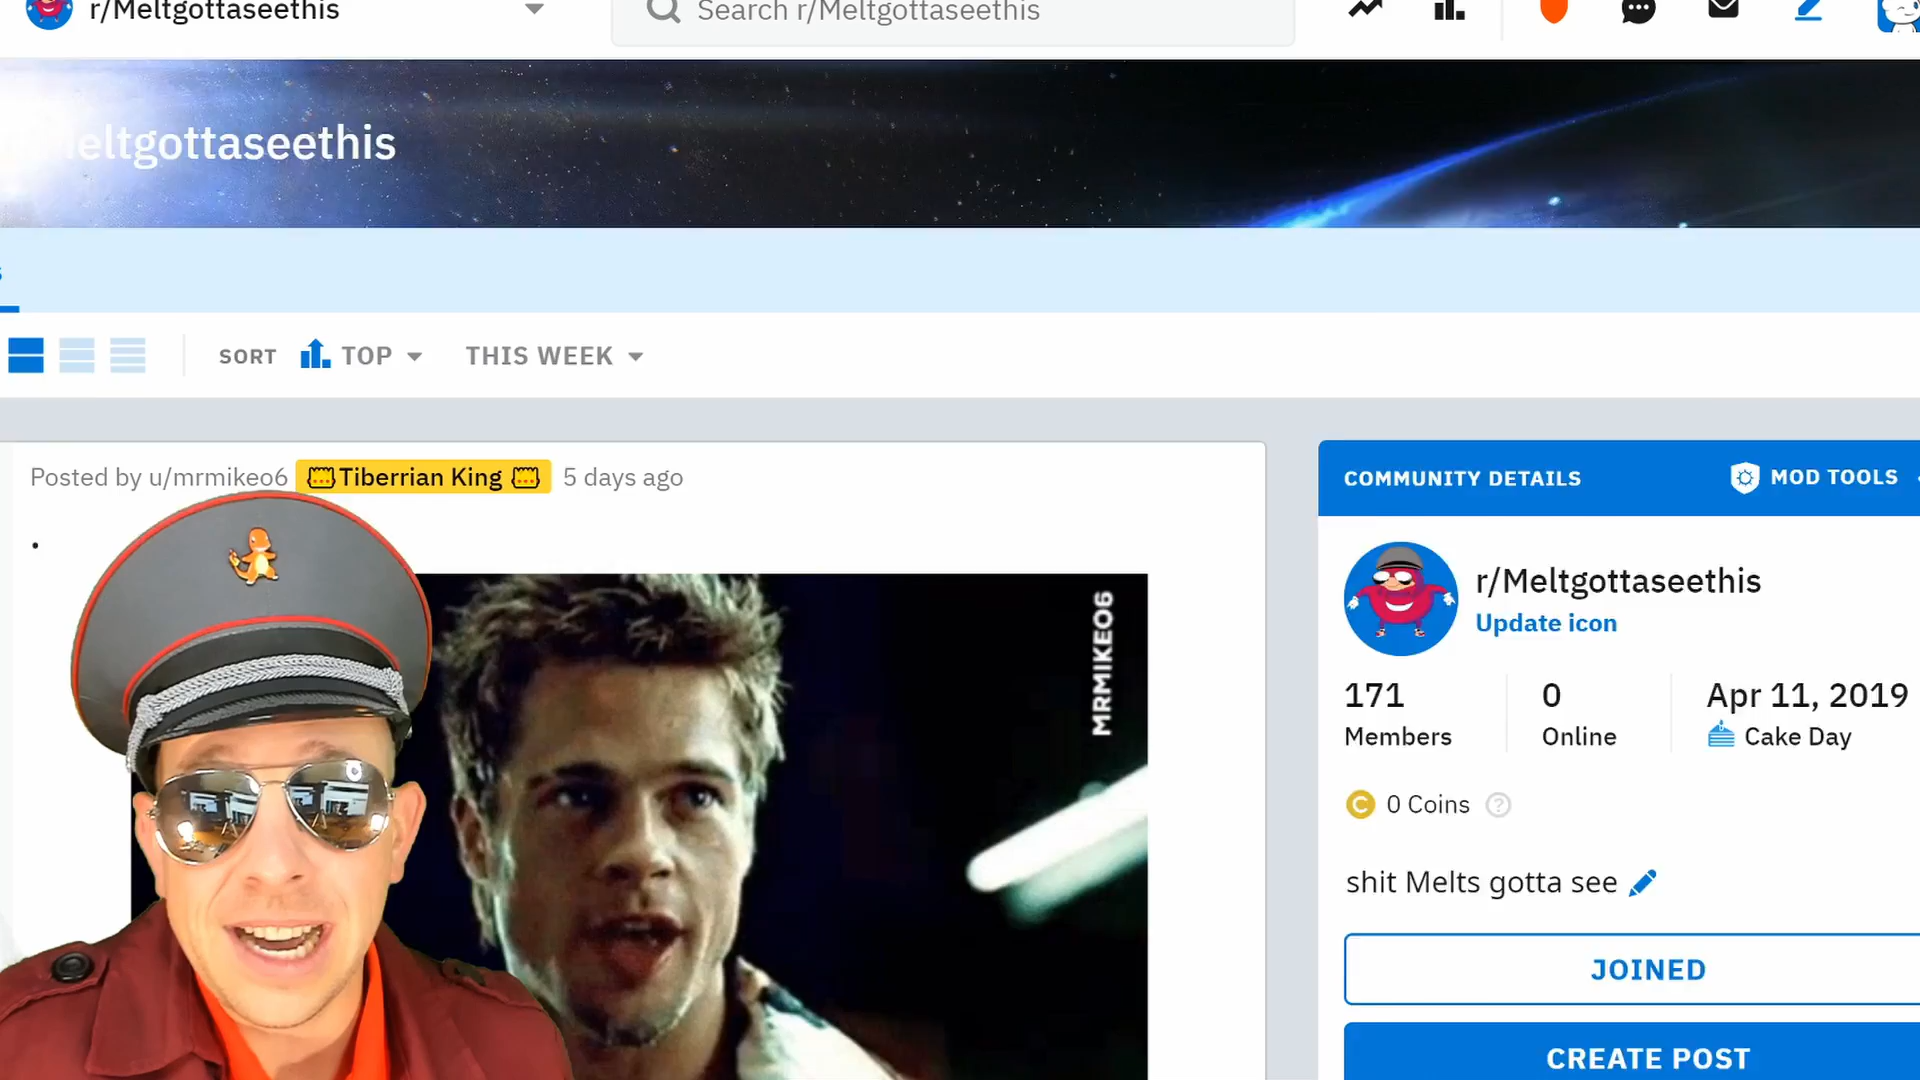 r/Meltgottaseethis
Search r/Meltgottaseethis
eltgottaseethis
SORT TOP THIS WEEK
Posted by u/mrmike06 Tiberrian King 5 days ago
.
MRMIKE06
COMMUNITY DETAILS
MOD TOOLS
r/Meltgottaseethis
Update icon
171
Members
0
Online
Apr 11, 2019
Cake Day
C 0 Coins ?
shit Melts gotta see
JOINED
CREATE POST